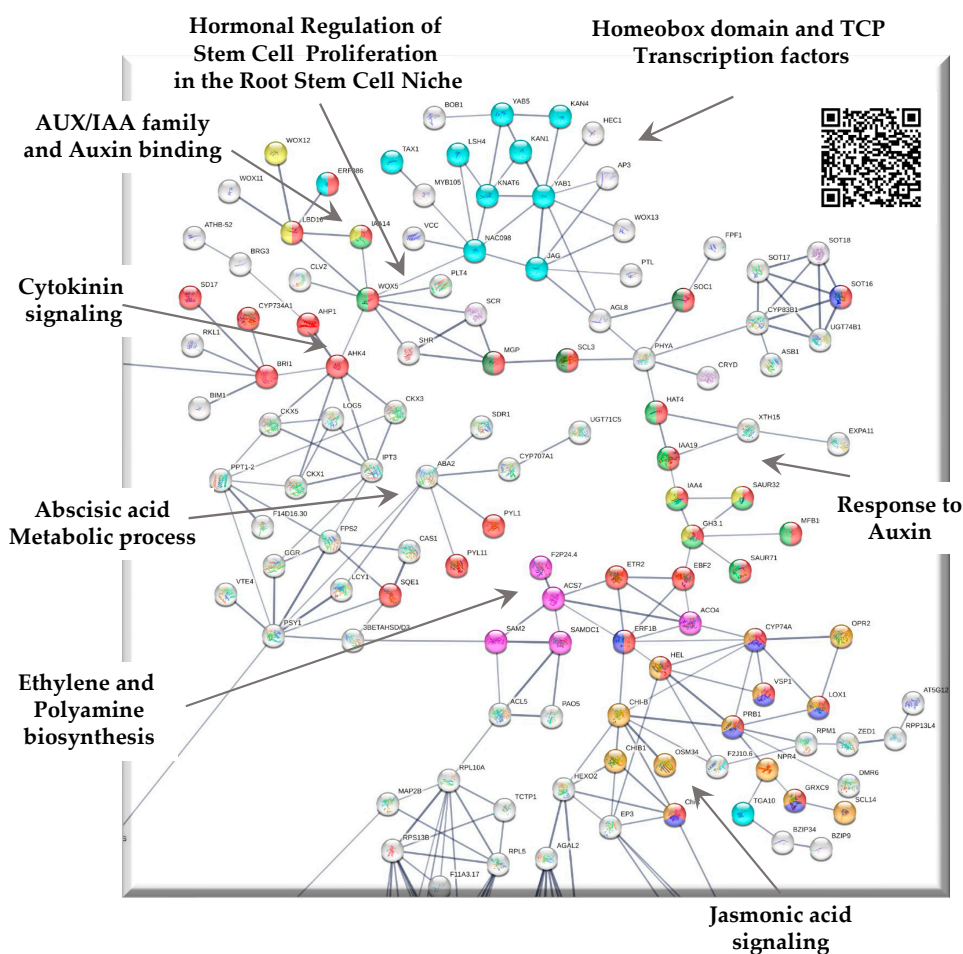 Hormonal Regulation of
Stem Cell Proliferation
in the Root Stem Cell Niche
Homeobox domain and TCP
Transcription factors
AUX/IAA family
and Auxin binding
Cytokinin
signaling
Abscisic acid
Metabolic process
Response to
Auxin
Ethylene and
Polyamine
biosynthesis
Jasmonic acid
signaling
BOB1
YAB5
KAN4
HEC1
WOX12
TAX1
LSH4
KAN1
AP3
WOX11
ERF086
MYB105
KNAT6
YAB1
ATHB-52
LBD16
IAA14
VCC
NAC098
WOX13
BRG3
JAG
PTL
FPF1
SOT17
SOT18
CLV2
WOX5
PLT4
SOC1
SOT16
SD17
CYP734A1
AHP1
SCR
AGL8
CYP83B1
UGT74B1
RKL1
SHR
MGP
SCL3
PHYA
ASB1
BRI1
AHK4
CRYD
BIM1
CKX5
LOG5
CKX3
SDR1
UGT71C5
HAT4
XTH15
EXPA11
PPT1-2
CKX1
IPT3
ABA2
CYP707A1
IAA19
F14D16.30
IAA4
SAUR32
PYL1
GH3.1
MFB1
FPS2
CAS1
PYL11
SAUR71
GGR
F2P24.4
ETR2
EBF2
VTE4
LCY1
SQE1
ACS7
ACO4
PSY1
3BETAHSD/D3
SAM2
SAMDC1
ERF1B
CYP74A
OPR2
HEL
VSP1
LOX1
ACL5
PAO5
CHI-B
PRB1
AT5G12
RPP13L4
CHIB1
OSM34
F2J10.6
RPM1
ZED1
RPL10A
HEXO2
NPR4
DMR6
MAP2B
TCTP1
GRXC9
SCL14
EP3
TGA10
RPS13B
RPL5
AGAL2
BZIP34
BZIP9
F11A3.17